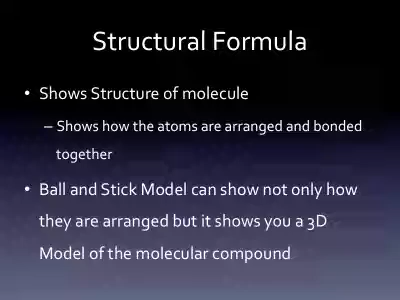 Structural Formula
• Shows Structure of molecule
– Shows how the atoms are arranged and bonded
together
• Ball and Stick Model can show not only how
they are arranged but it shows you a 3D
Model of the molecular compound